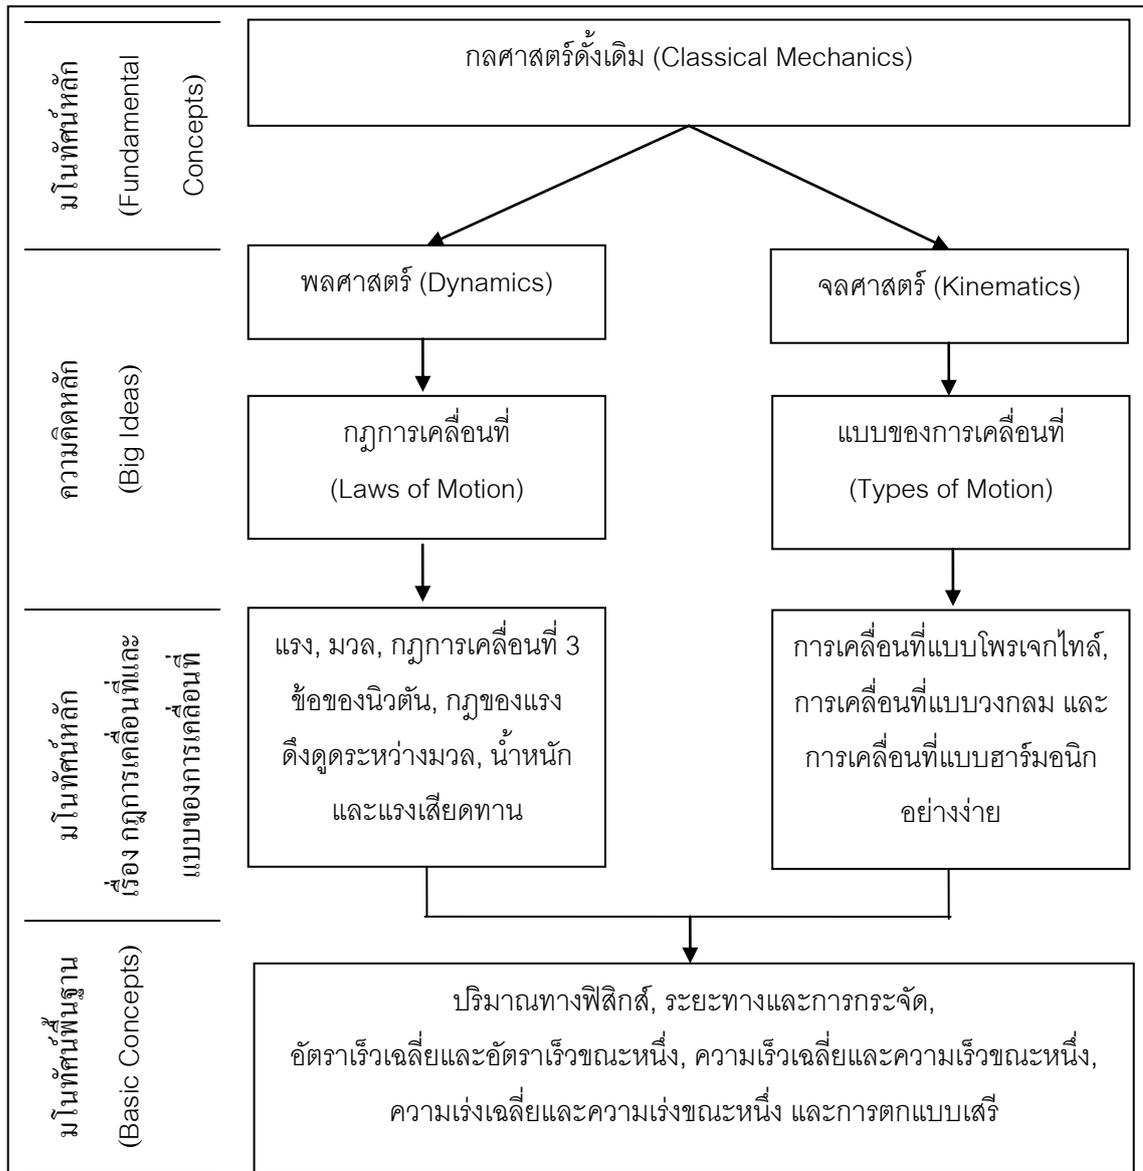 มโนทัศน์หลัก
(Fundamental
Concepts)
กลศาสตร์ดั้งเดิม (Classical Mechanics)
ความคิดหลัก
(Big Ideas)
พลศาสตร์ (Dynamics)
จลศาสตร์ (Kinematics)
กฎการเคลื่อนที่
(Laws of Motion)
แบบของการเคลื่อนที่
(Types of Motion)
มโนทัศน์หลัก
เรื่อง กฎการเคลื่อนที่และ
แบบของการเคลื่อนที่
แรง, มวล, กฎการเคลื่อนที่ 3
ข้อของนิวตัน, กฎของแรง
ดึงดูดระหว่างมวล, น้ำหนัก
และแรงเสียดทาน
การเคลื่อนที่แบบโพรเจกไทล์,
การเคลื่อนที่แบบวงกลม และ
การเคลื่อนที่แบบฮาร์มอนิก
อย่างง่าย
มโนทัศน์พื้นฐาน
(Basic Concepts)
ปริมาณทางฟิสิกส์, ระยะทางและการกระจัด,
อัตราเร็วเฉลี่ยและอัตราเร็วขณะหนึ่ง, ความเร็วเฉลี่ยและความเร็วขณะหนึ่ง,
ความเร่งเฉลี่ยและความเร่งขณะหนึ่ง และการตกแบบเสรี